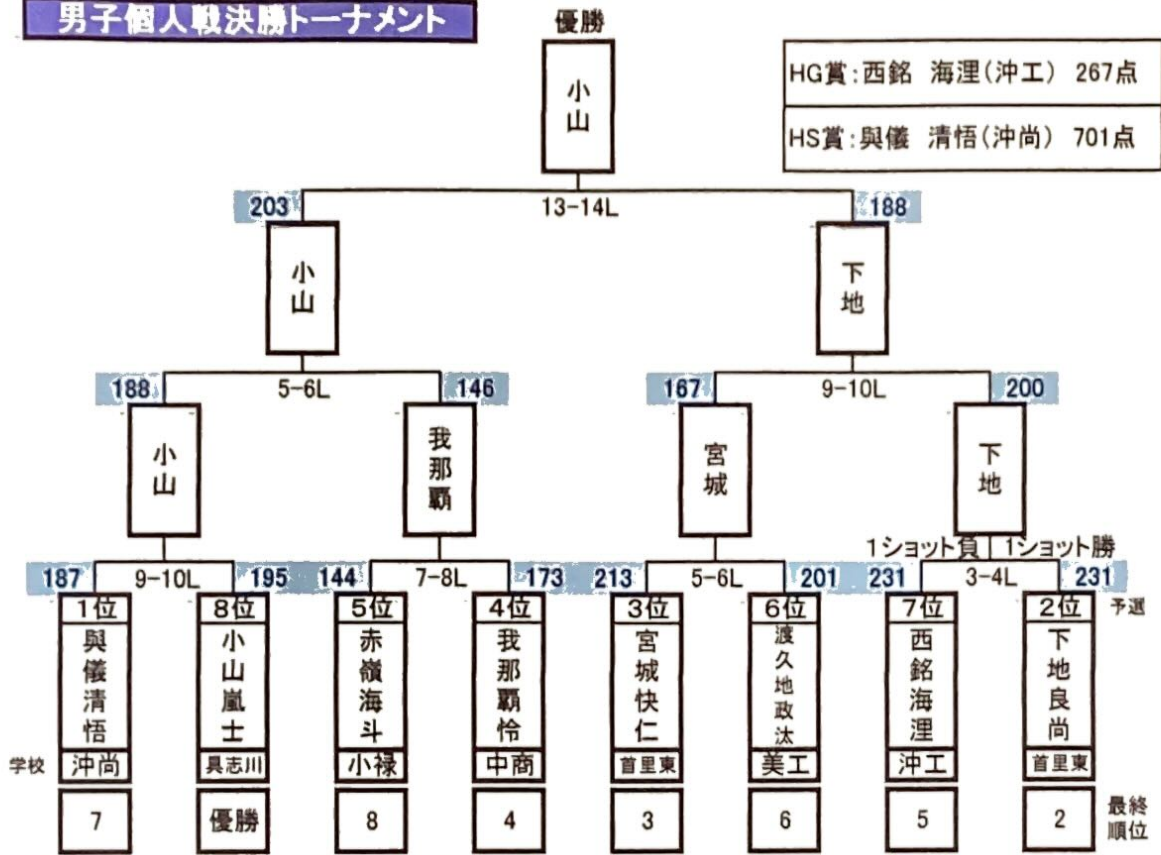 男子個人戦決勝トーナメント
優勝
小山
HG賞:西銘 海浬(沖工) 267点
HS賞:與儀 清悟(沖尚) 701点
203 13-14L 188
小山 下地
188 5-6L 146 167 9-10L 200
小山 我那覇 宮城 下地
1ショット負 1ショット勝
187 9-10L 195 144 7-8L 173 213 5-6L 201 231 3-4L 231
1位 8位 5位 4位 3位 6位 7位 2位 予選
與儀清悟 小山嵐士 赤嶺海斗 我那覇怜 宮城快仁 渡久地政汰 西銘海浬 下地良尚
学校 沖尚 具志川 小禄 中商 首里東 美工 沖工 首里東
7 優勝 8 4 3 6 5 2 最終順位